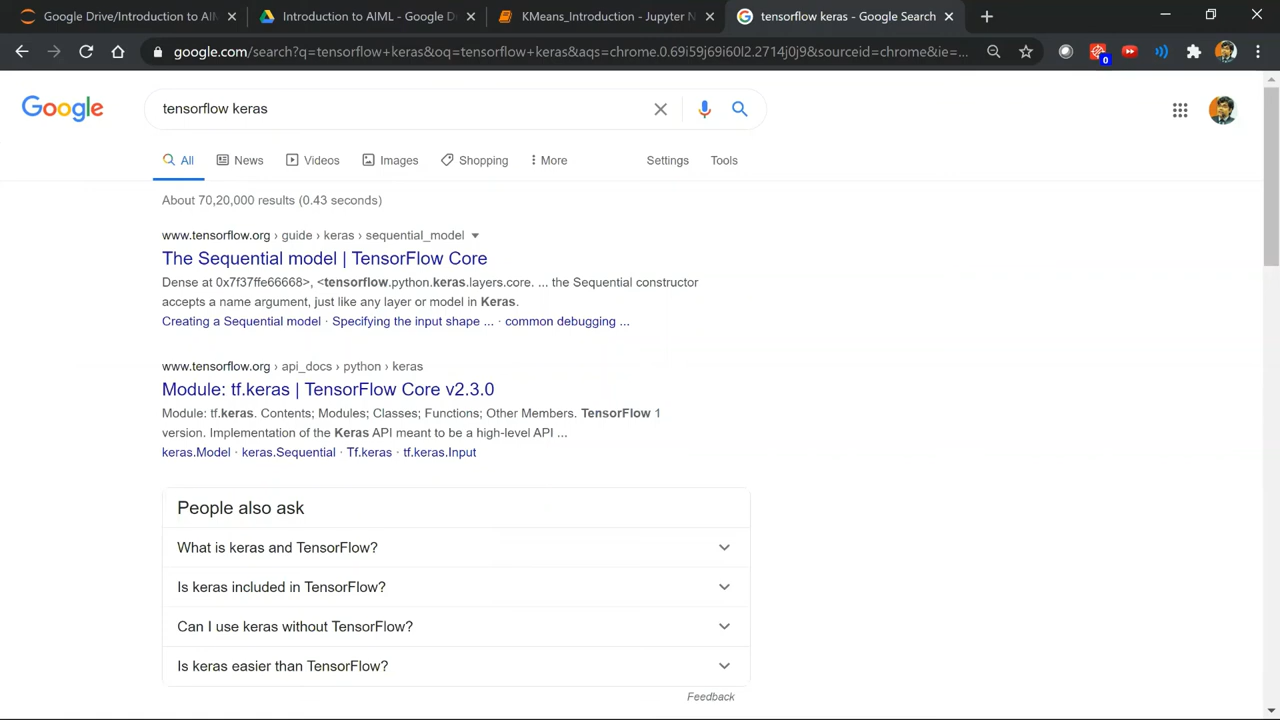 Google Drive/Introduction to AIM
Introduction to AIML - Google Dr
KMeans_Introduction - Jupyter N
tensorflow keras - Google Search
google.com/search?q=tensorflow+keras&oq=tensorflow+keras&aqs=chrome.0.69i59j69i60l2.2714j0j9&sourceid=chrome&ie=...
0
Google
tensorflow keras
All
News
Videos
Images
Shopping
More
Settings
Tools
About 70,20,000 results (0.43 seconds)
www.tensorflow.org › guide › keras › sequential_model
The Sequential model | TensorFlow Core
Dense at 0x7f37ffe66668>, <tensorflow.python.keras.layers.core. ... the Sequential constructor
accepts a name argument, just like any layer or model in Keras.
Creating a Sequential model · Specifying the input shape ... · common debugging ...
www.tensorflow.org › api_docs › python › keras
Module: tf.keras | TensorFlow Core v2.3.0
Module: tf.keras. Contents; Modules; Classes; Functions; Other Members. TensorFlow 1
version. Implementation of the Keras API meant to be a high-level API ...
keras.Model · keras.Sequential · Tf.keras · tf.keras.Input
People also ask
What is keras and TensorFlow?
Is keras included in TensorFlow?
Can I use keras without TensorFlow?
Is keras easier than TensorFlow?
Feedback